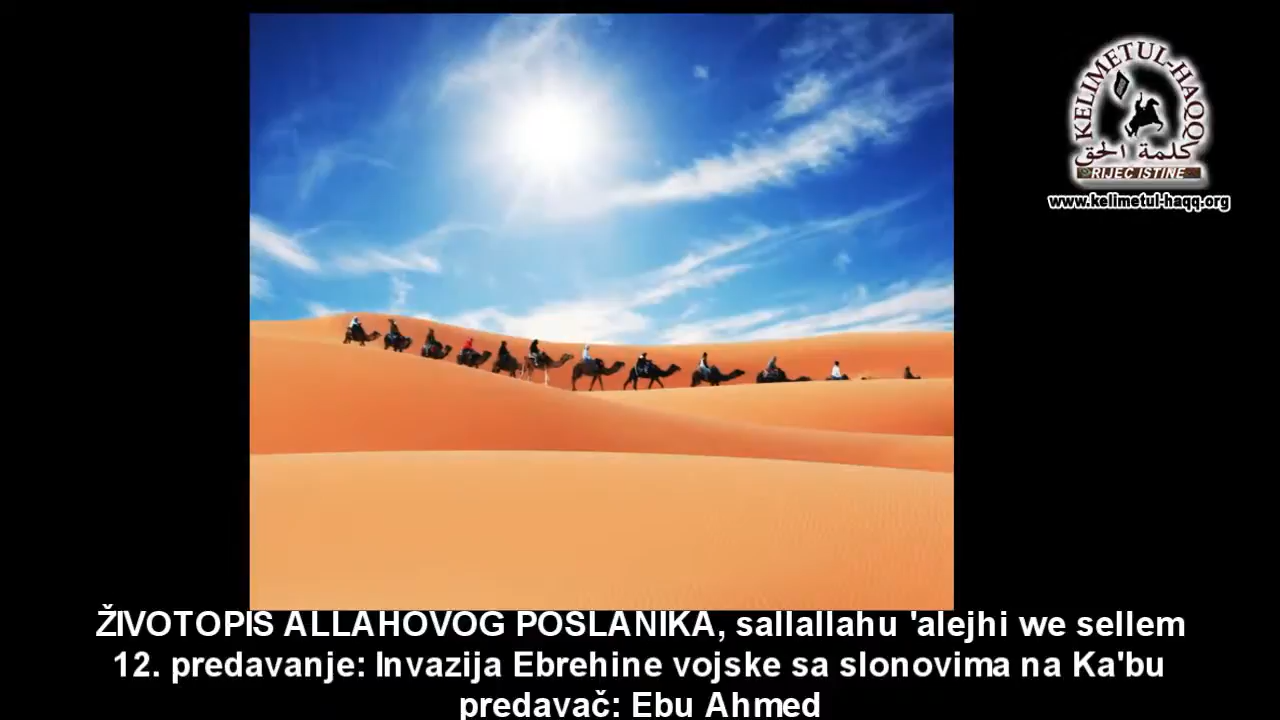 KELIMETUL-HAQQ
كلمة الحق
RIJEC ISTINE
www.kelimetul-haqq.org
ŽIVOTOPIS ALLAHOVOG POSLANIKA, sallallahu 'alejhi we sellem
12. predavanje: Invazija Ebrehine vojske sa slonovima na Ka'bu
predavač: Ebu Ahmed